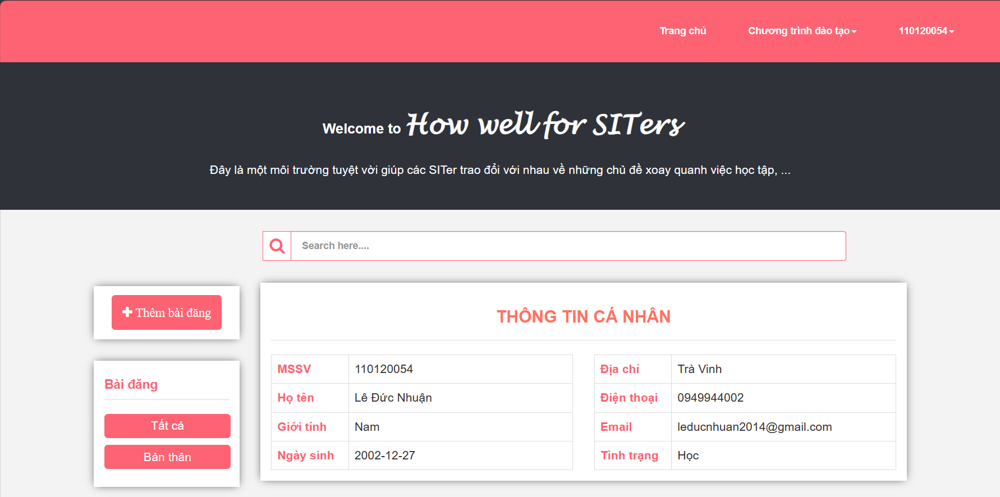 Trang chủ Chương trình đào tạo 110120054
Welcome to How well for SITers
Đây là một môi trường tuyệt vời giúp các SITer trao đổi với nhau về những chủ đề xoay quanh việc học tập, ...
Search here....
Thêm bài đăng
Bài đăng
Tất cả
Bản thân
THÔNG TIN CÁ NHÂN
MSSV 110120054
Họ tên Lê Đức Nhuận
Giới tính Nam
Ngày sinh 2002-12-27
Địa chỉ Trà Vinh
Điện thoại 0949944002
Email leducnhuan2014@gmail.com
Tình trạng Học